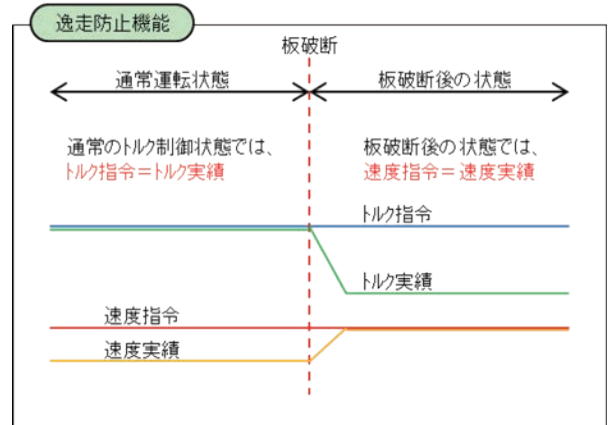 逸走防止機能
板破断
通常運転状態
板破断後の状態
通常のﾄﾙｸ制御状態では、
ﾄﾙｸ指令＝ﾄﾙｸ実績
板破断後の状態では、
速度指令＝速度実績
ﾄﾙｸ指令
ﾄﾙｸ実績
速度指令
速度実績